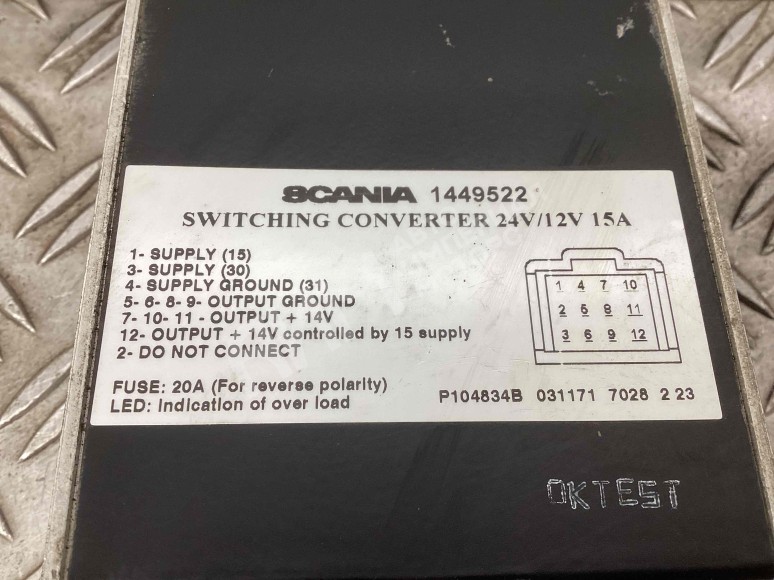 SCANIA 1449522
SWITCHING CONVERTER 24V/12V 15A
1- SUPPLY (15)
3- SUPPLY (30)
4- SUPPLY GROUND (31)
5- 6- 8- 9- OUTPUT GROUND
7- 10- 11 - OUTPUT + 14V
12- OUTPUT + 14V controlled by 15 supply
2- DO NOT CONNECT
1 4 7 10
2 5 8 11
3 6 9 12
FUSE: 20A (For reverse polarity)
LED: Indication of over load
P104834B 031171 7028 2 23
OKTEST